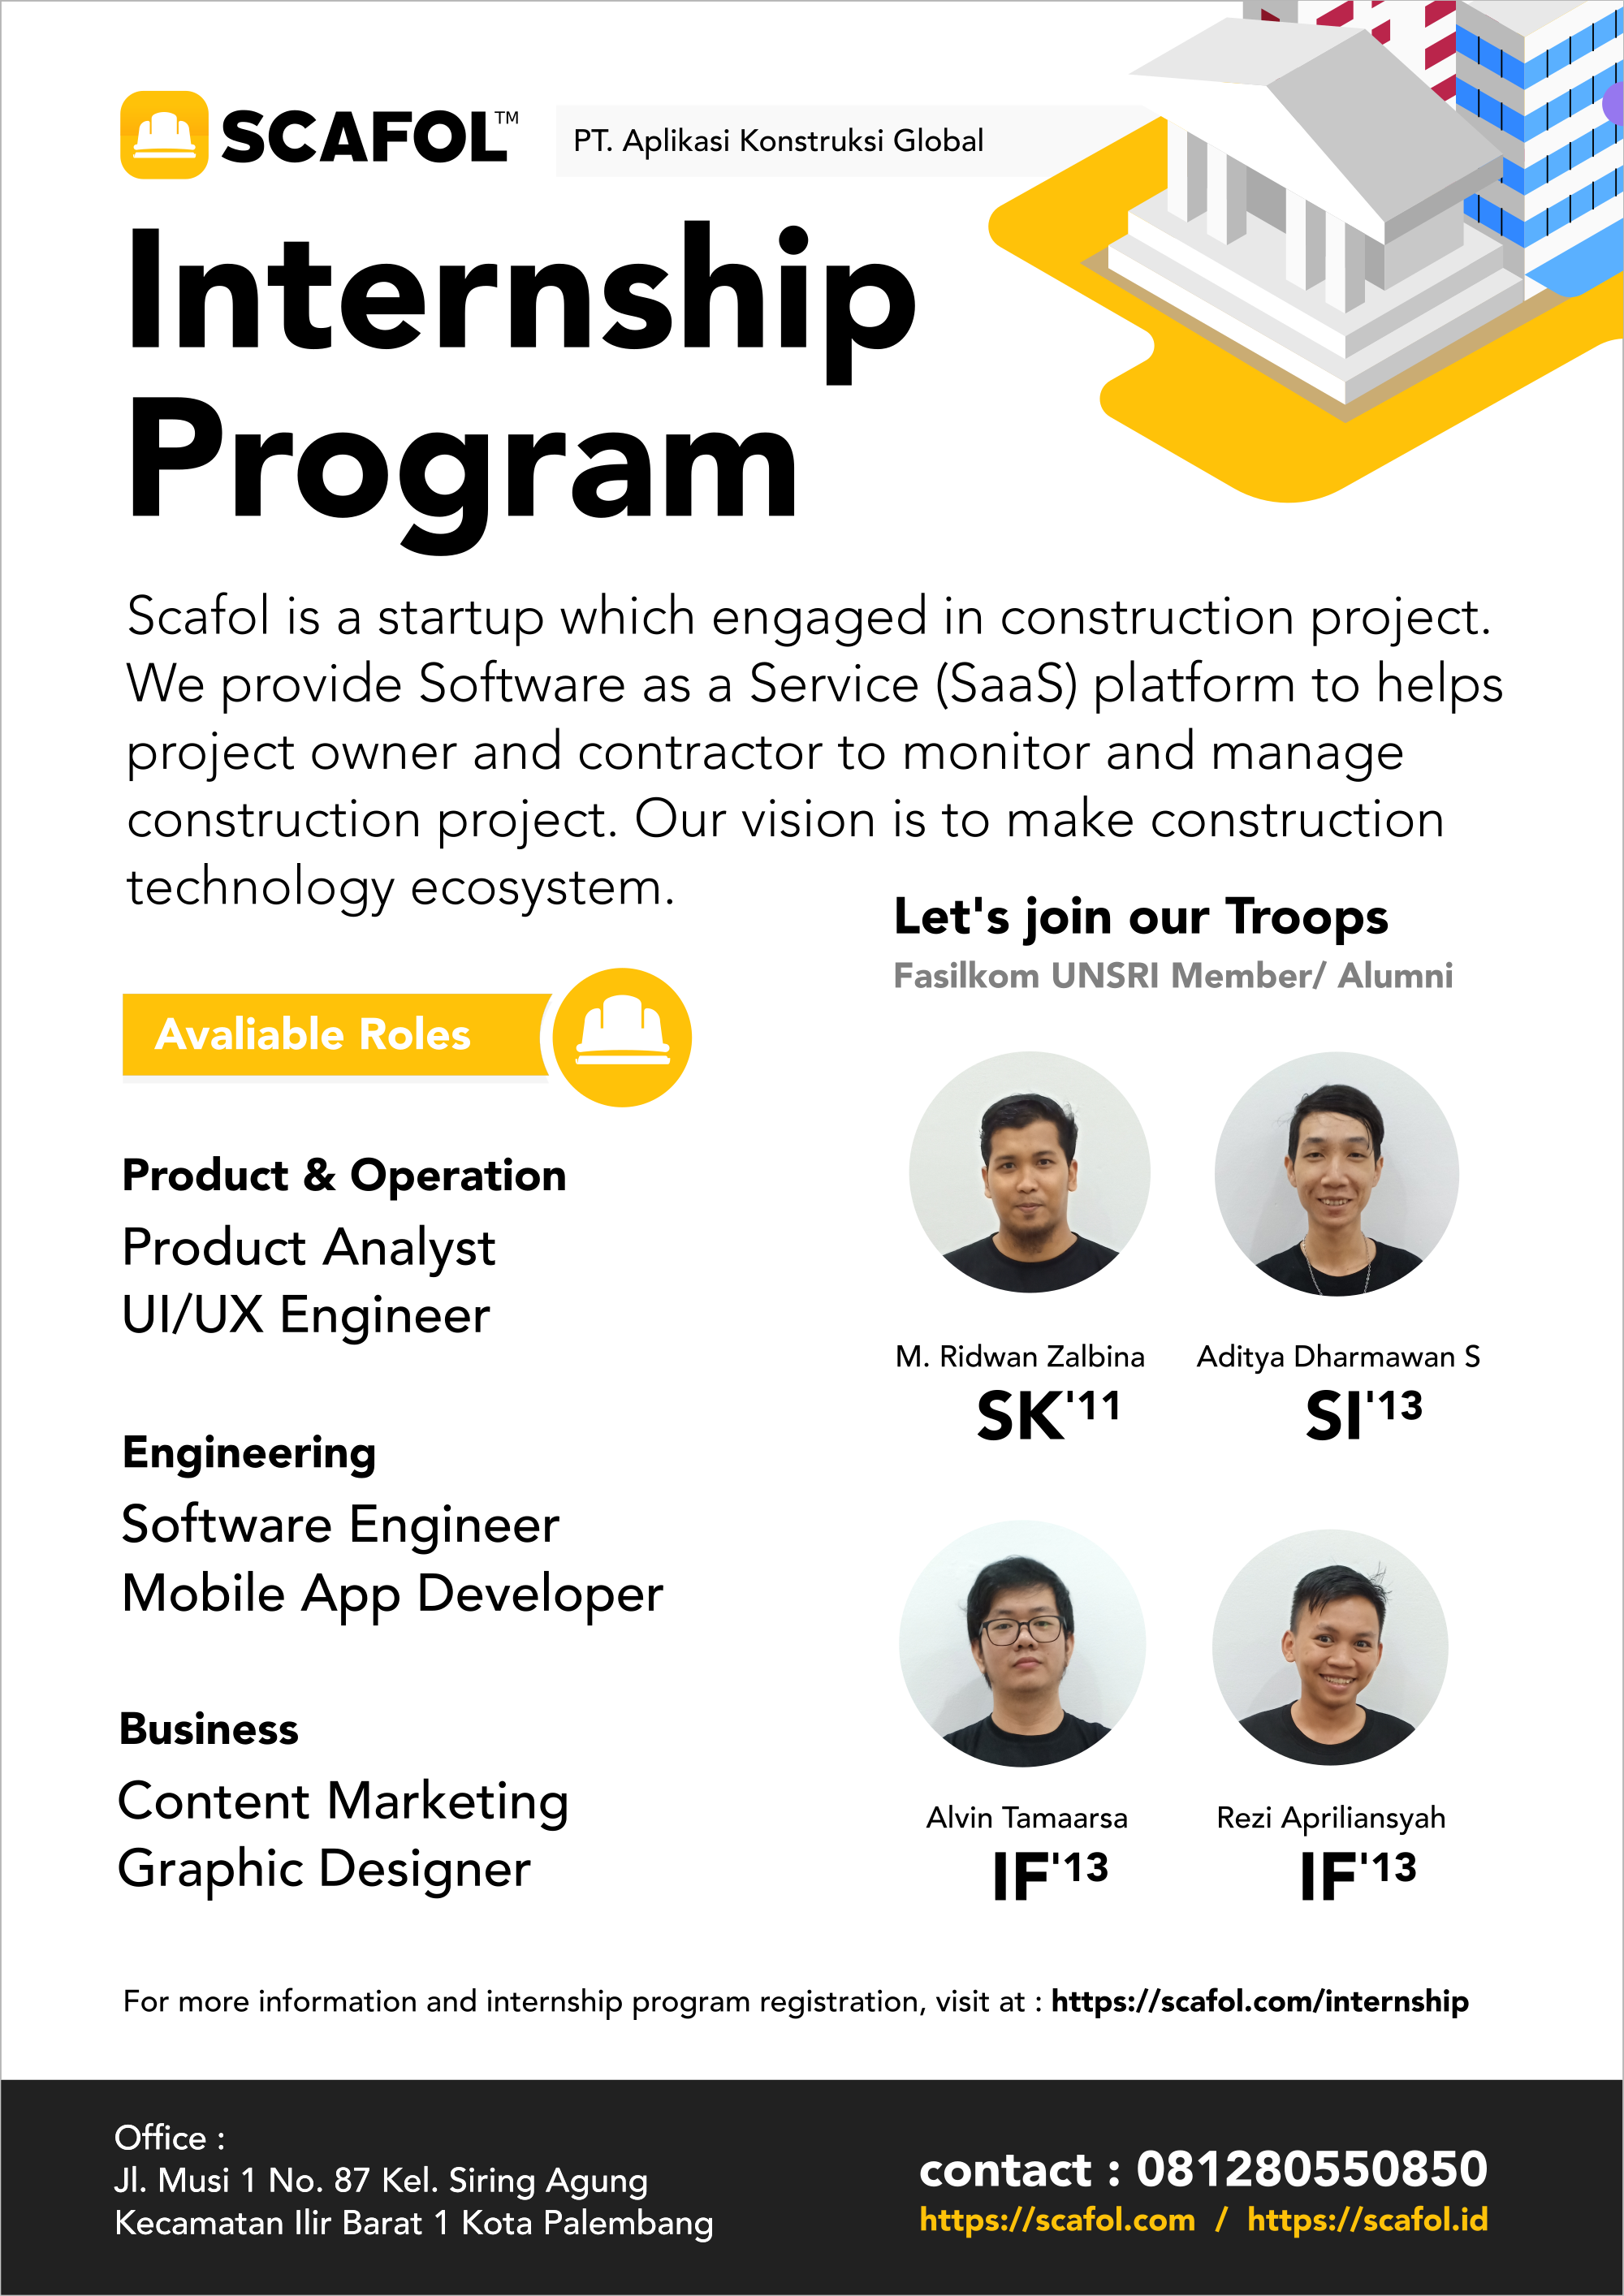 SCAFOL™
PT. Aplikasi Konstruksi Global
Internship
Program
Scafol is a startup which engaged in construction project.
We provide Software as a Service (SaaS) platform to helps
project owner and contractor to monitor and manage
construction project. Our vision is to make construction
technology ecosystem.
Avaliable Roles
Product & Operation
Product Analyst
UI/UX Engineer
Engineering
Software Engineer
Mobile App Developer
Business
Content Marketing
Graphic Designer
Let's join our Troops
Fasilkom UNSRI Member/ Alumni
M. Ridwan Zalbina
SK'11
Aditya Dharmawan S
SI'13
Alvin Tamaarsa
IF'13
Rezi Apriliansyah
IF'13
For more information and internship program registration, visit at : https://scafol.com/internship
Office :
Jl. Musi 1 No. 87 Kel. Siring Agung
Kecamatan Ilir Barat 1 Kota Palembang
contact : 081280550850
https://scafol.com / https://scafol.id